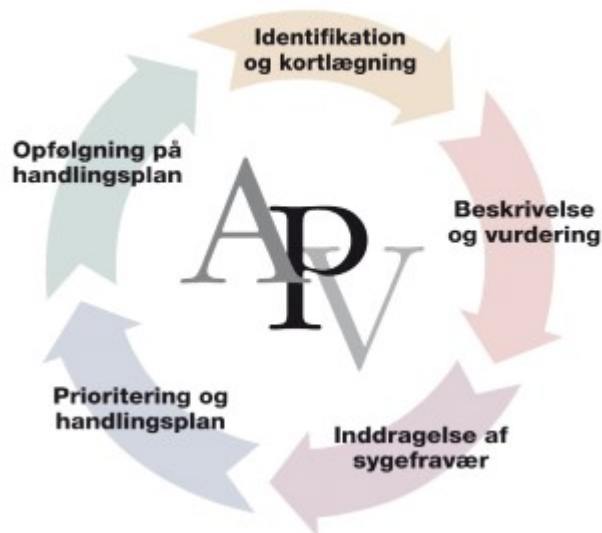 Identifikation
og kortlægning
Beskrivelse
og vurdering
Inddragelse af
sygefravær
Prioritering og
handlingsplan
Opfølgning på
handlingsplan
APV